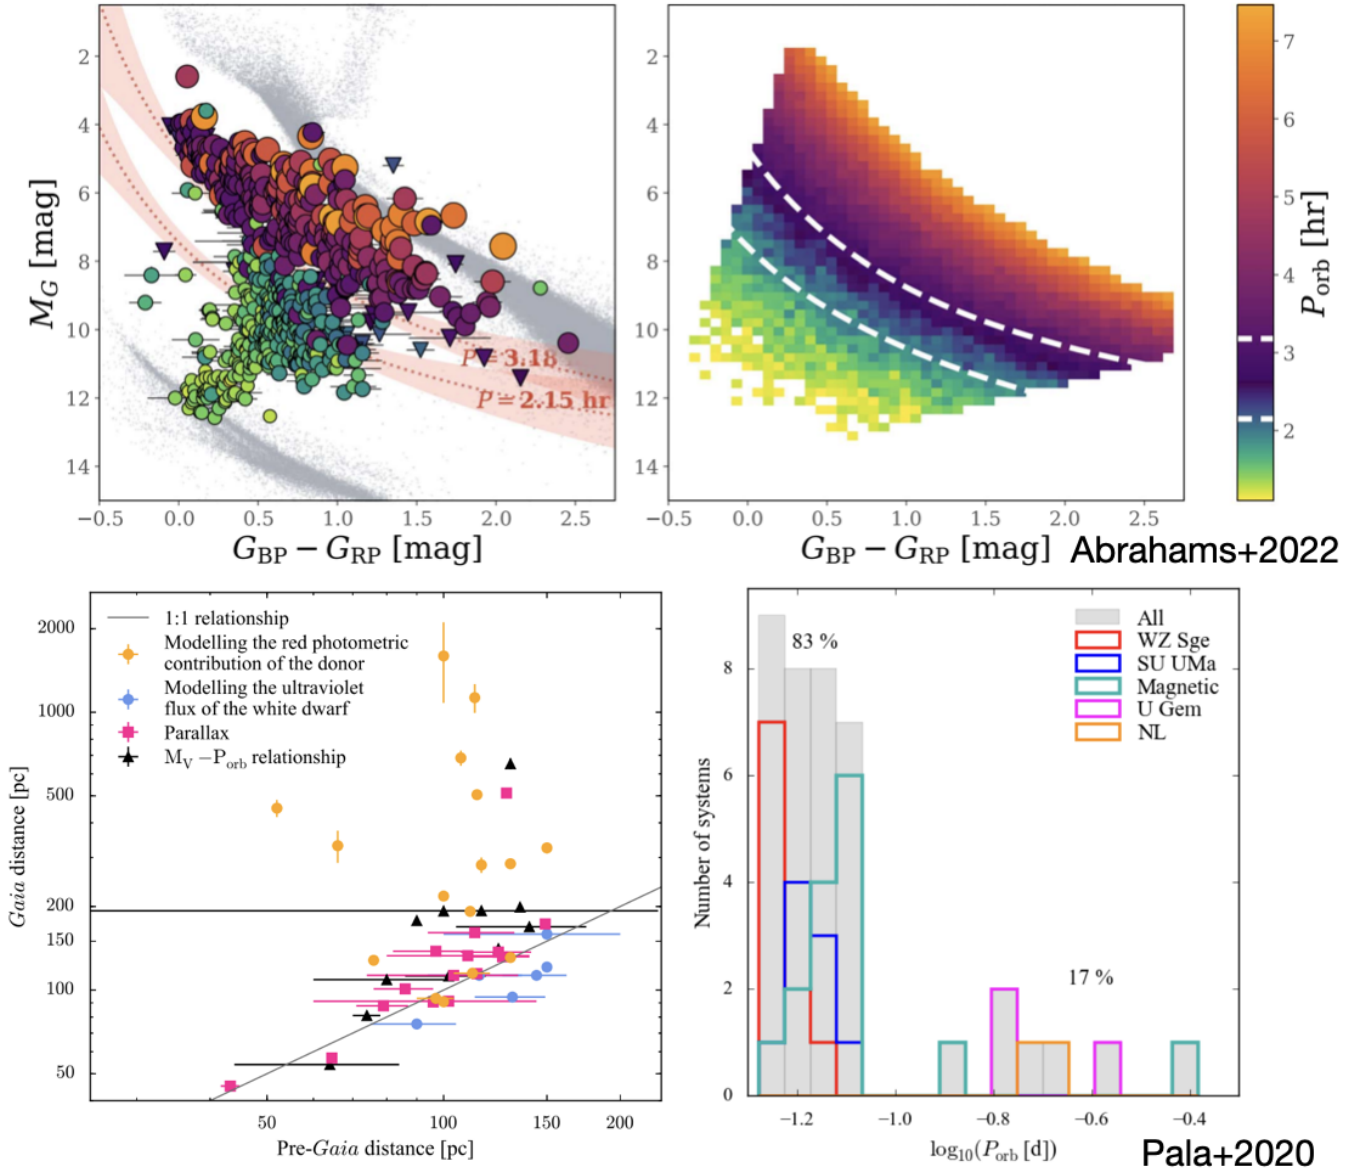 2
4
6
8
10
12
14
M_G [mag]
P = 3.18
P = 2.15 hr
−0.5 0.0 0.5 1.0 1.5 2.0 2.5
G_BP − G_RP [mag]
2
4
6
8
10
12
14
−0.5 0.0 0.5 1.0 1.5 2.0 2.5
G_BP − G_RP [mag]
7
6
5
4
3
2
P_orb [hr]
Abrahams+2022
1:1 relationship
Modelling the red photometric
contribution of the donor
Modelling the ultraviolet
flux of the white dwarf
Parallax
M_V −P_orb relationship
2000
1000
500
200
150
100
50
Gaia distance [pc]
50 100 150 200
Pre-Gaia distance [pc]
All
WZ Sge
SU UMa
Magnetic
U Gem
NL
83 %
17 %
8
6
4
2
0
Number of systems
−1.2 −1.0 −0.8 −0.6 −0.4
log₁₀(P_orb [d])
Pala+2020